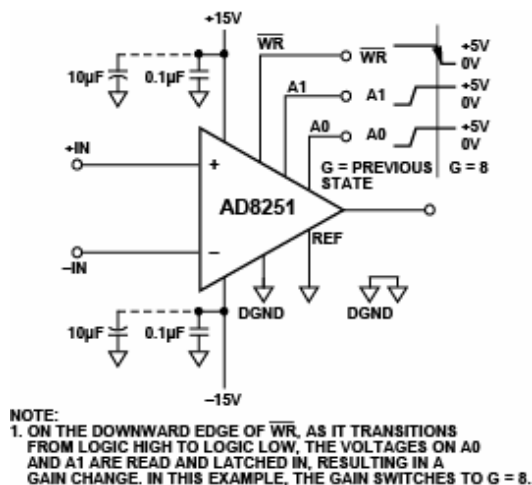 +15V
WR
WR
+5V
0V
10µF
0.1µF
A1
A1
+5V
0V
A0
A0
+5V
0V
+IN
+
G = PREVIOUS
STATE
G = 8
AD8251
REF
–IN
–
10µF
0.1µF
DGND
DGND
–15V
NOTE:
1. ON THE DOWNWARD EDGE OF WR, AS IT TRANSITIONS
FROM LOGIC HIGH TO LOGIC LOW, THE VOLTAGES ON A0
AND A1 ARE READ AND LATCHED IN, RESULTING IN A
GAIN CHANGE. IN THIS EXAMPLE, THE GAIN SWITCHES TO G = 8.